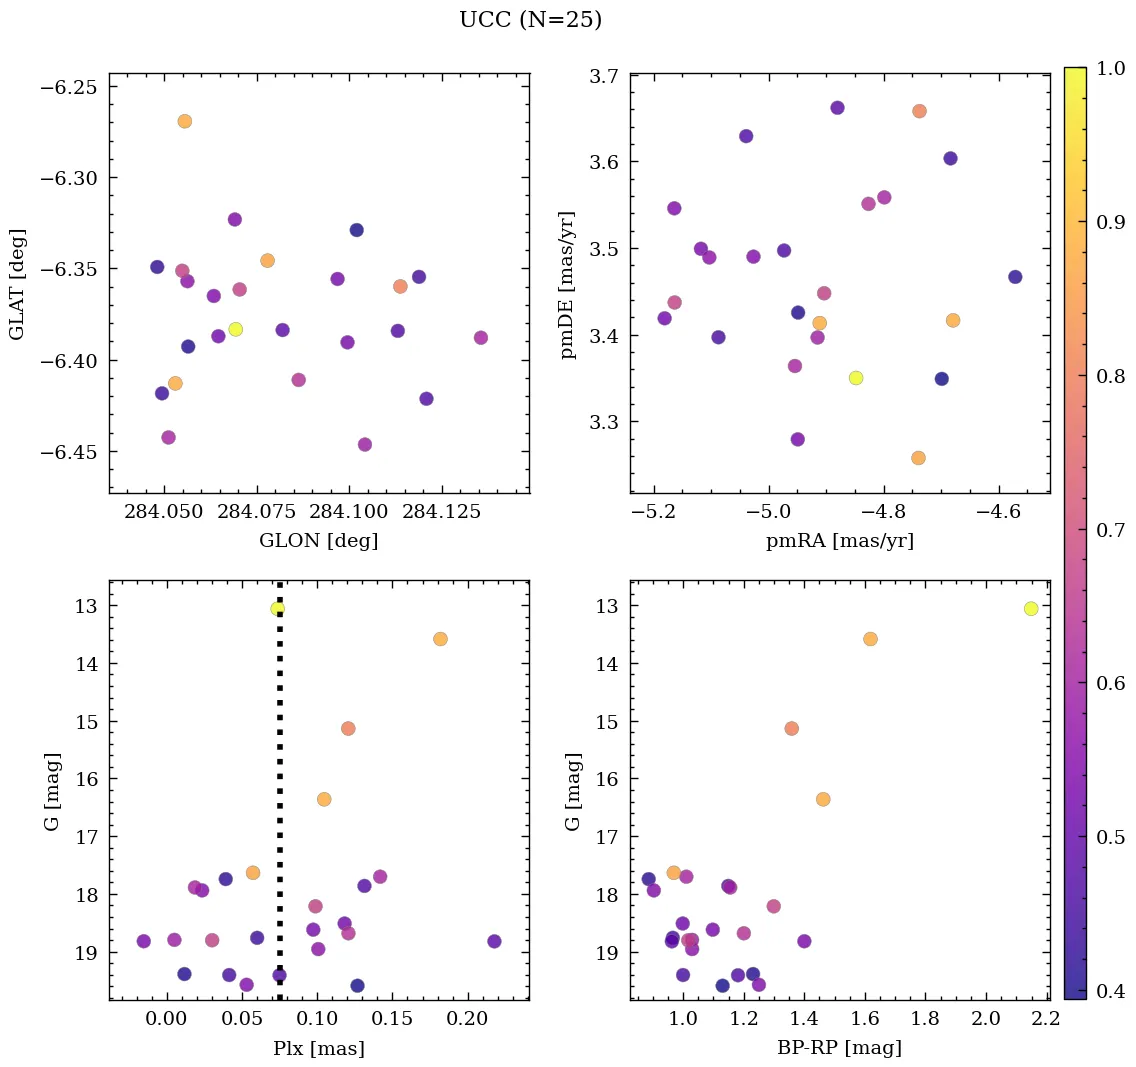 UCC (N=25)
−6.25
−6.30
−6.35
−6.40
−6.45
GLAT [deg]
284.050 284.075 284.100 284.125
GLON [deg]
3.7
3.6
3.5
3.4
3.3
pmDE [mas/yr]
−5.2 −5.0 −4.8 −4.6
pmRA [mas/yr]
1.0
0.9
0.8
0.7
0.6
0.5
0.4
13
14
15
16
17
18
19
G [mag]
0.00 0.05 0.10 0.15 0.20
Plx [mas]
13
14
15
16
17
18
19
G [mag]
1.0 1.2 1.4 1.6 1.8 2.0 2.2
BP-RP [mag]